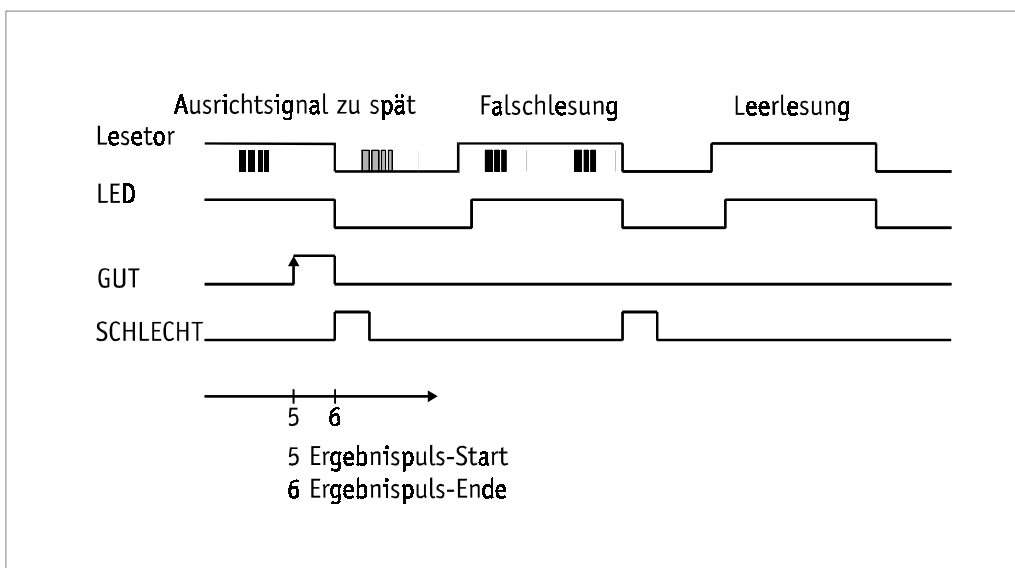 Ausrichtsignal zu spät Falschlesung Leerlesung
Lesetor
LED
GUT
SCHLECHT
5 6
5 Ergebnispuls-Start
6 Ergebnispuls-Ende